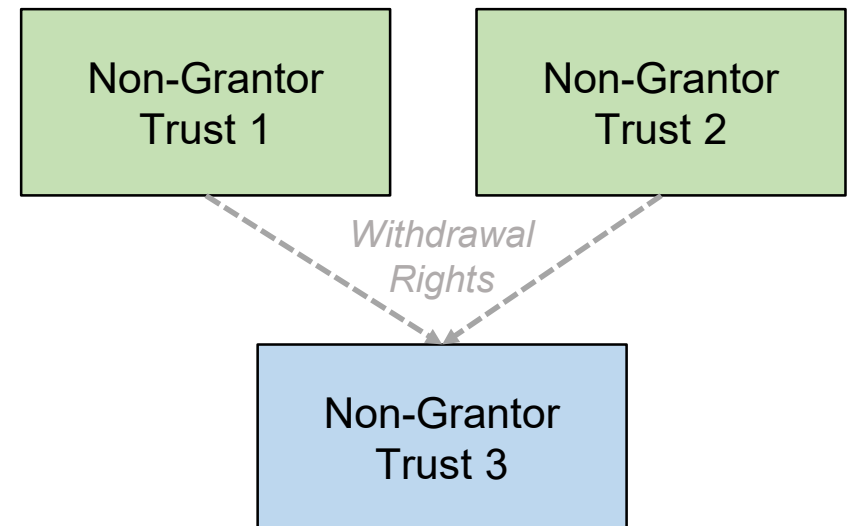 Non-Grantor
Trust 1
Non-Grantor
Trust 2
Withdrawal
Rights
Non-Grantor
Trust 3